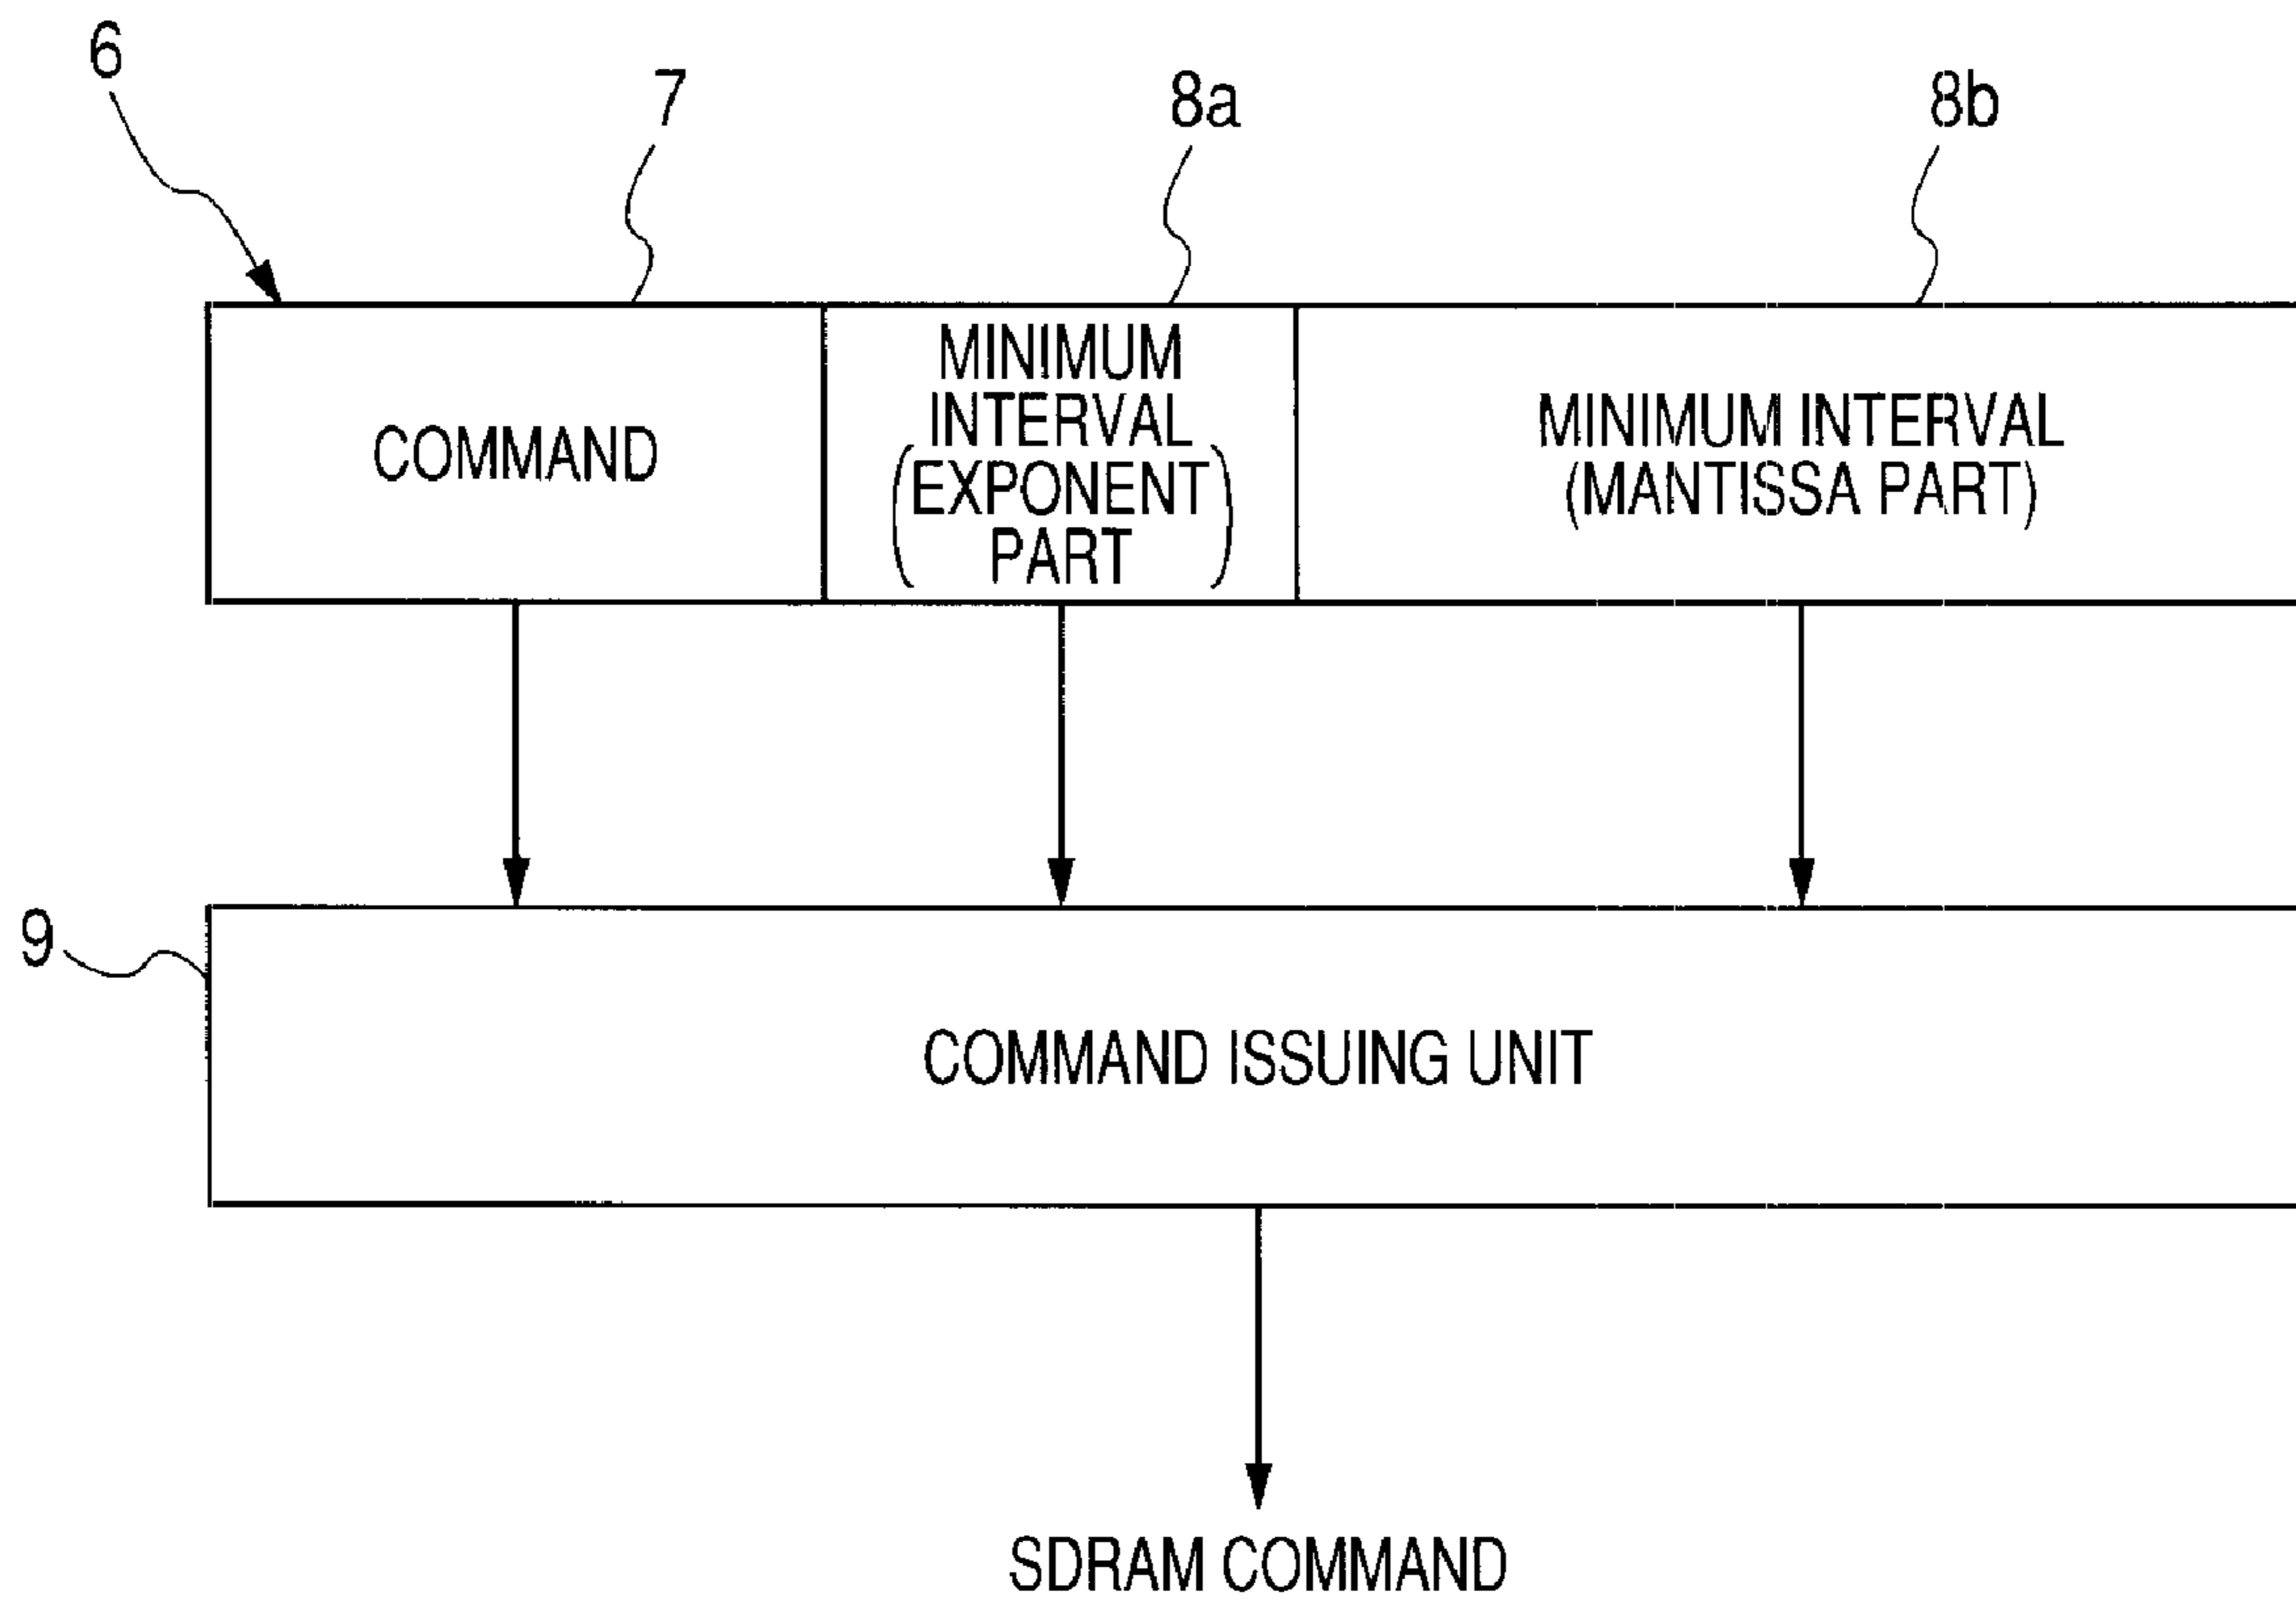 6
7
8a
8b
COMMAND
MINIMUM
INTERVAL
(EXPONENT
PART)
MINIMUM INTERVAL
(MANTISSA PART)
9
COMMAND ISSUING UNIT
SDRAM COMMAND